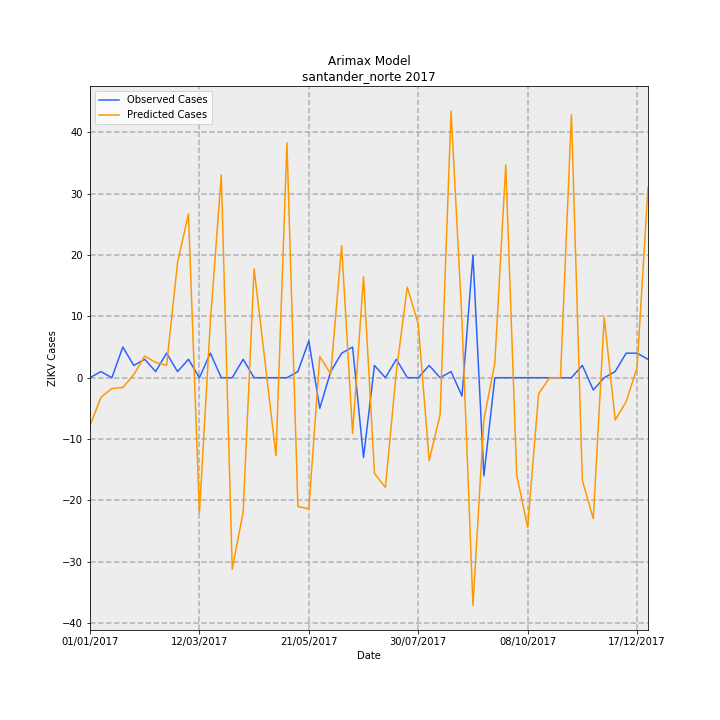 Arimax Model
santander_norte 2017
Observed Cases
Predicted Cases
ZIKV Cases
40
30
20
10
0
−10
−20
−30
−40
01/01/2017 12/03/2017 21/05/2017 30/07/2017 08/10/2017 17/12/2017
Date